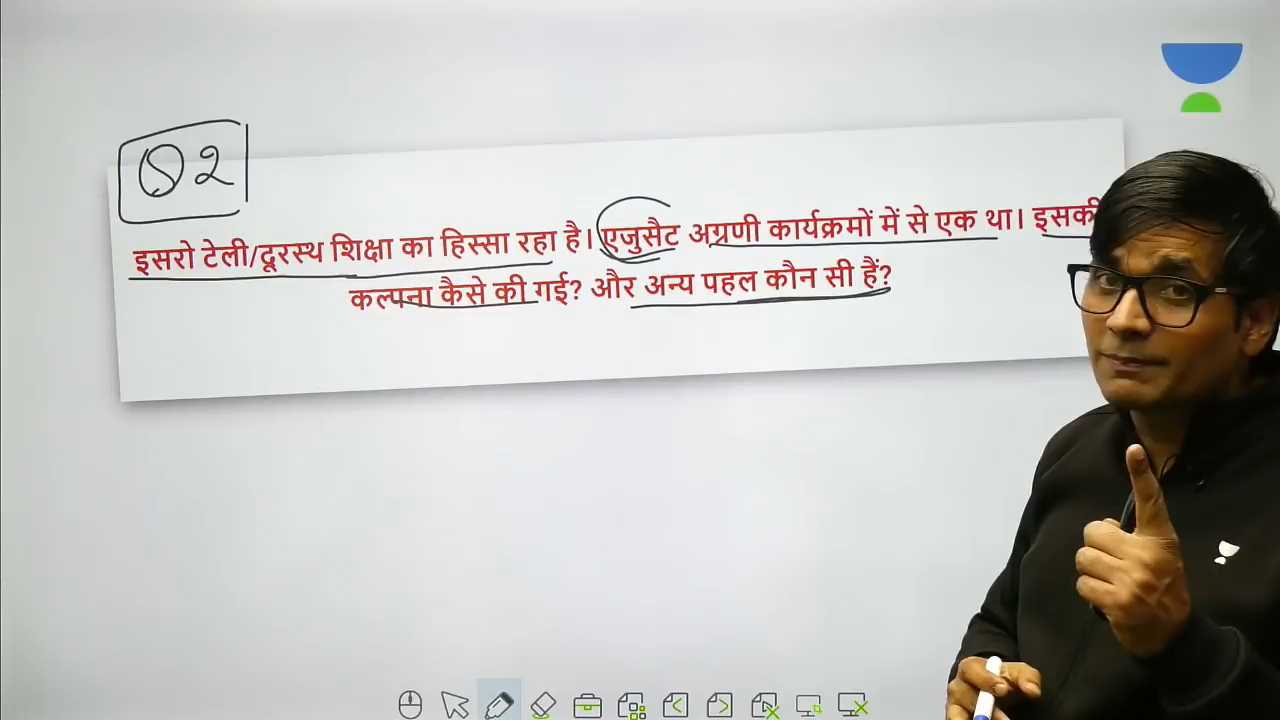 Q2
इसरो टेली/दूरस्थ शिक्षा का हिस्सा रहा है। एजुसैट अग्रणी कार्यक्रमों में से एक था। इसकी
कल्पना कैसे की गई? और अन्य पहल कौन सी हैं?